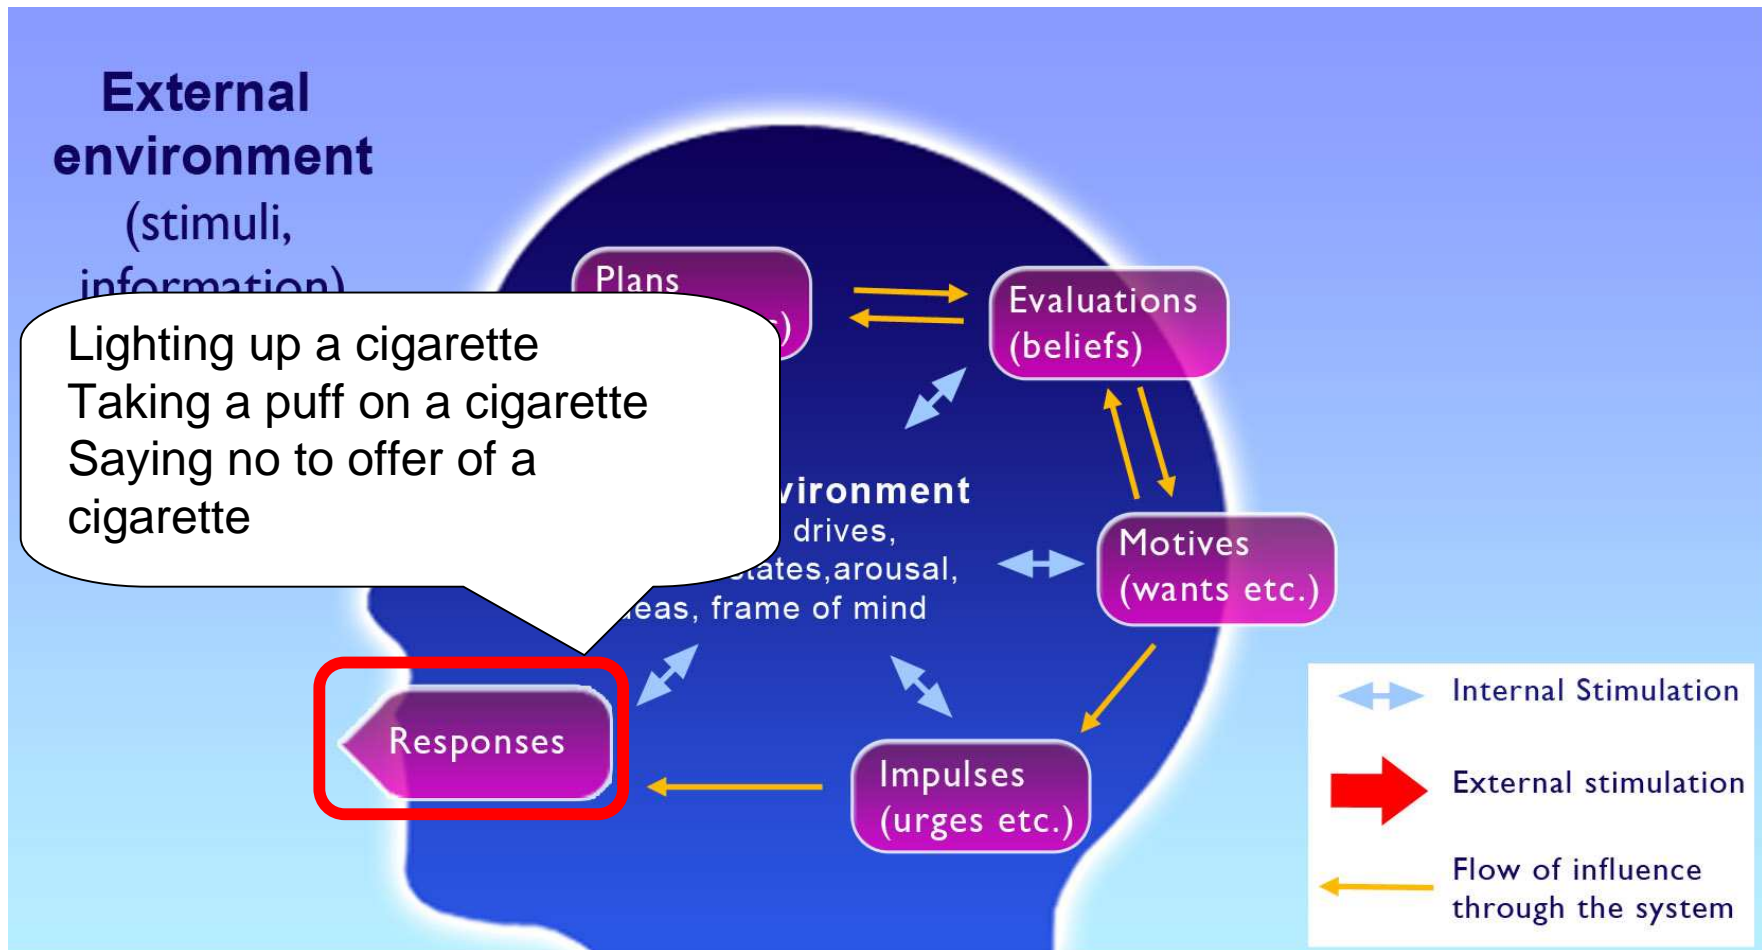 External
environment
(stimuli,
information)
Plans
Evaluations
(beliefs)
Lighting up a cigarette
Taking a puff on a cigarette
Saying no to offer of a
cigarette
drives,
arousal,
frame of mind
Motives
(wants etc.)
Responses
Impulses
(urges etc.)
Internal Stimulation
External stimulation
Flow of influence
through the system